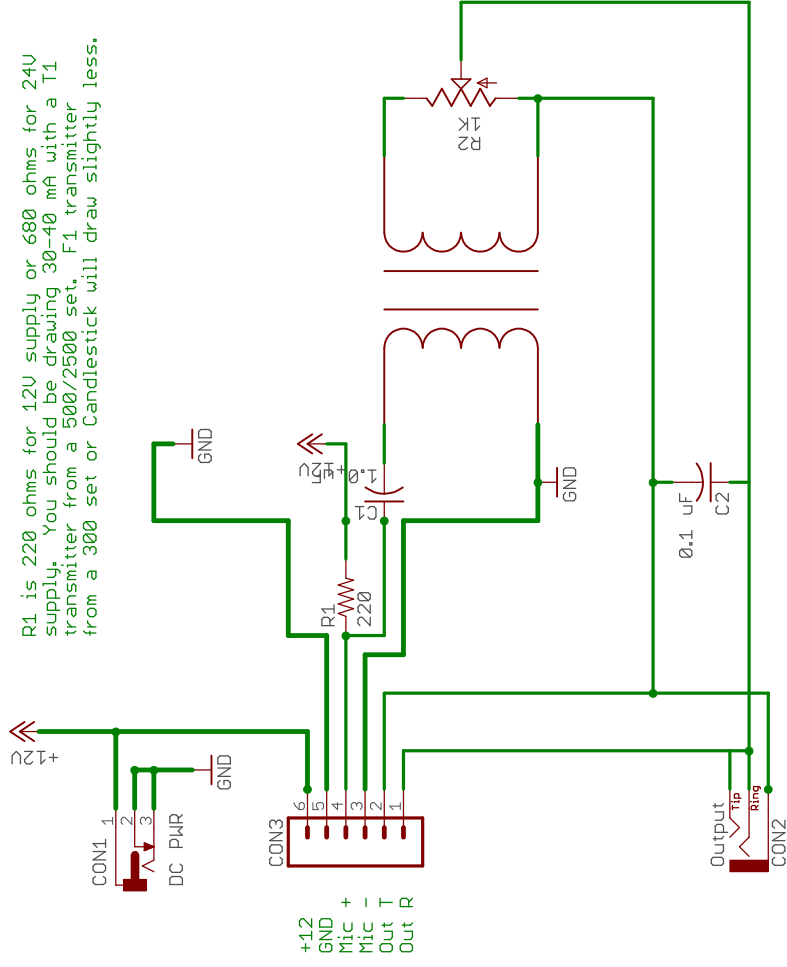 R1 is 220 ohms for 12V supply or 680 ohms for 24V
supply. You should be drawing 30-40 mA with a T1
transmitter from a 500/2500 set. F1 transmitter
from a 300 set or Candlestick will draw slightly less.
+12V
GND
CON1
1
2
3
DC PWR
GND
+12V
R1
220
C1
1.0 uF
GND
R2
1K
CON3
6
5
4
3
2
1
+12
GND
Mic +
Mic -
Out T
Out R
0.1 uF
C2
Output
Tip
Ring
CON2
GND